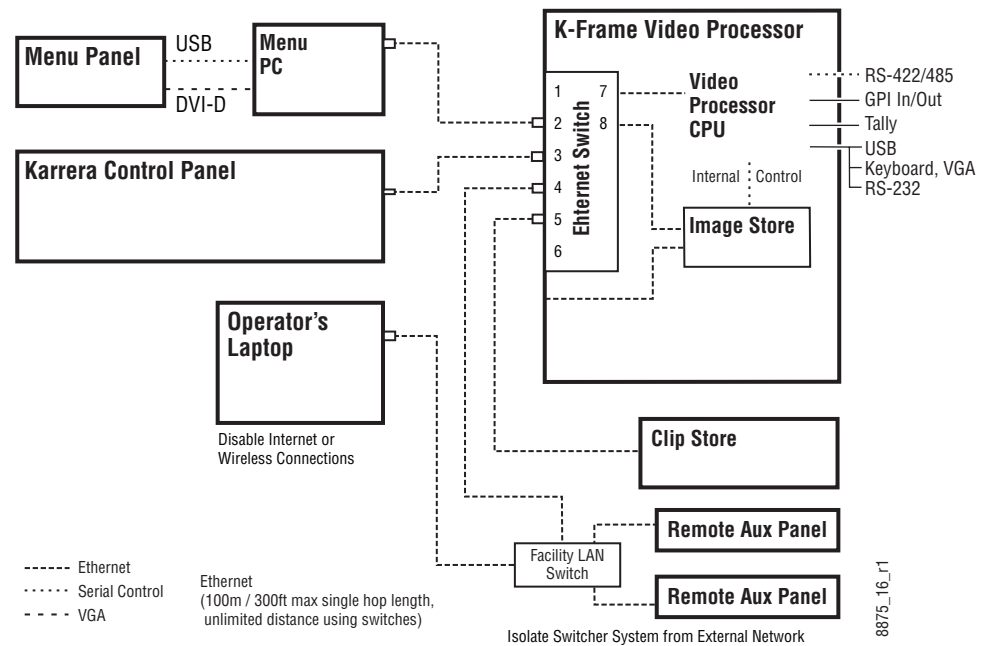 Menu Panel
USB
DVI-D
Menu
PC
Karrera Control Panel
Operator's
Laptop
Disable Internet or
Wireless Connections
K-Frame Video Processor
1
2
3
4
5
6
7
8
Ehternet Switch
Video
Processor
CPU
Internal
Control
Image Store
RS-422/485
GPI In/Out
Tally
USB
Keyboard, VGA
RS-232
Clip Store
Remote Aux Panel
Facility LAN
Switch
Remote Aux Panel
Isolate Switcher System from External Network
Ethernet
Serial Control
VGA
Ethernet
(100m / 300ft max single hop length,
unlimited distance using switches)
8875_16_r1